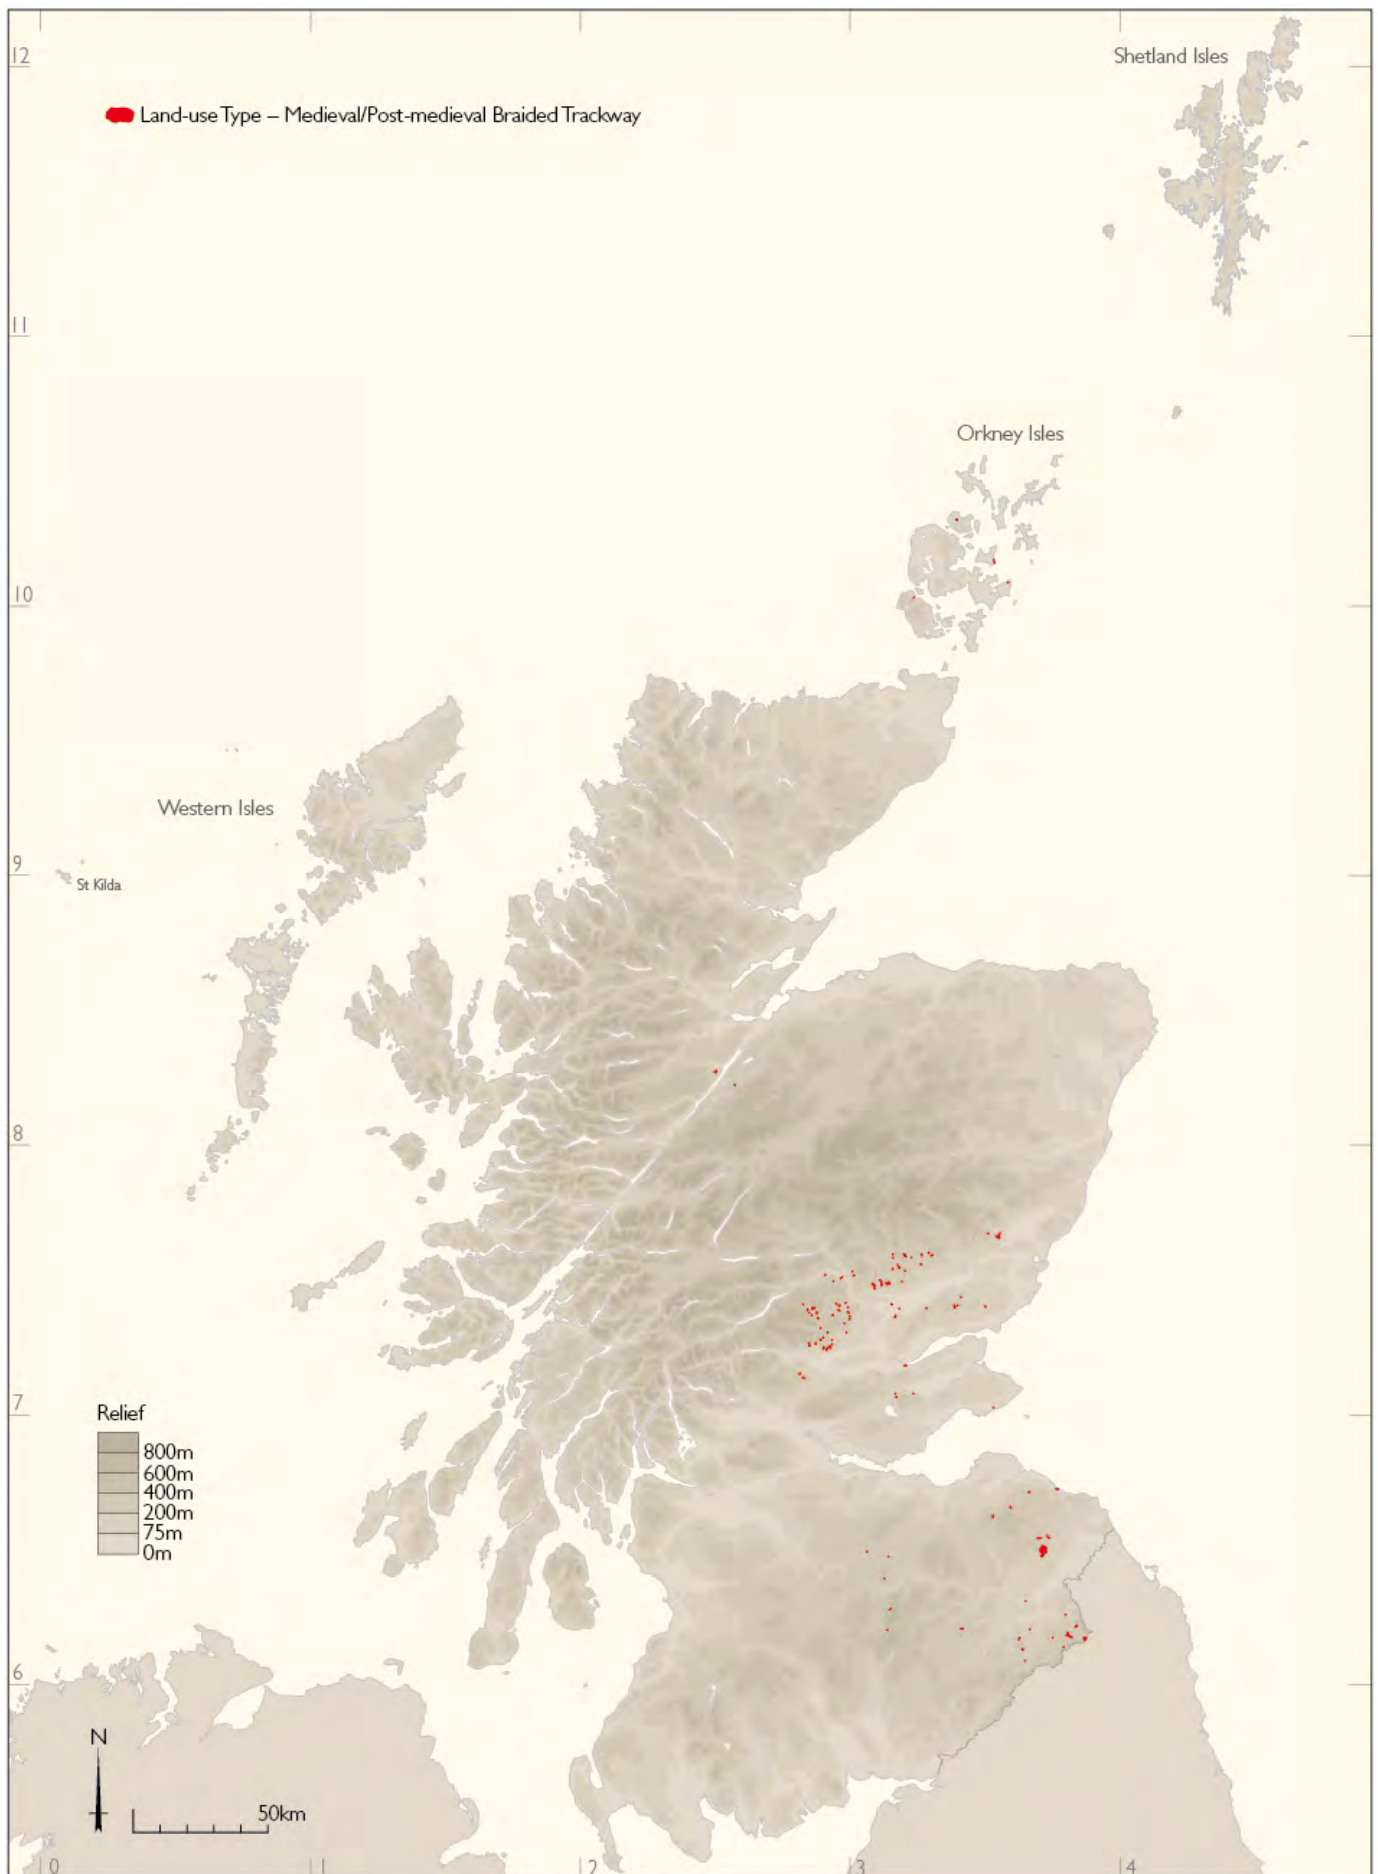 12
Shetland Isles
Land-use Type – Medieval/Post-medieval Braided Trackway
11
Orkney Isles
10
Western Isles
9
St Kilda
8
7
Relief
800m
600m
400m
200m
75m
0m
6
N
50km
0
1
2
3
4